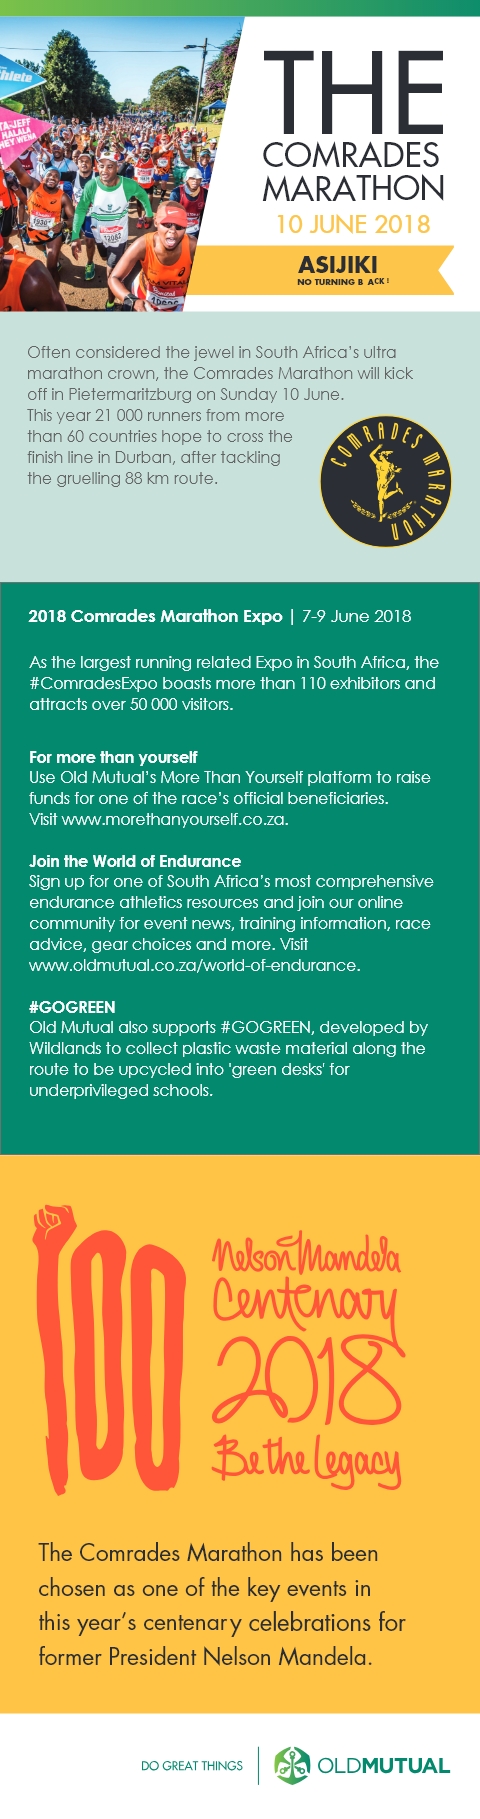 THE
COMRADES
MARATHON
10 JUNE 2018
ASIJIKI
NO TURNING B ACK !
Often considered the jewel in South Africa's ultra
marathon crown, the Comrades Marathon will kick
off in Pietermaritzburg on Sunday 10 June.
This year 21 000 runners from more
than 60 countries hope to cross the
finish line in Durban, after tackling
the gruelling 88 km route.
COMRADES MARATHON
2018 Comrades Marathon Expo | 7-9 June 2018
As the largest running related Expo in South Africa, the
#ComradesExpo boasts more than 110 exhibitors and
attracts over 50 000 visitors.
For more than yourself
Use Old Mutual's More Than Yourself platform to raise
funds for one of the race's official beneficiaries.
Visit www.morethanyourself.co.za.
Join the World of Endurance
Sign up for one of South Africa's most comprehensive
endurance athletics resources and join our online
community for event news, training information, race
advice, gear choices and more. Visit
www.oldmutual.co.za/world-of-endurance.
#GOGREEN
Old Mutual also supports #GOGREEN, developed by
Wildlands to collect plastic waste material along the
route to be upcycled into 'green desks' for
underprivileged schools.
100
Nelson Mandela
Centenary
2018
Be the Legacy
The Comrades Marathon has been
chosen as one of the key events in
this year's centenary celebrations for
former President Nelson Mandela.
DO GREAT THINGS
OLDMUTUAL